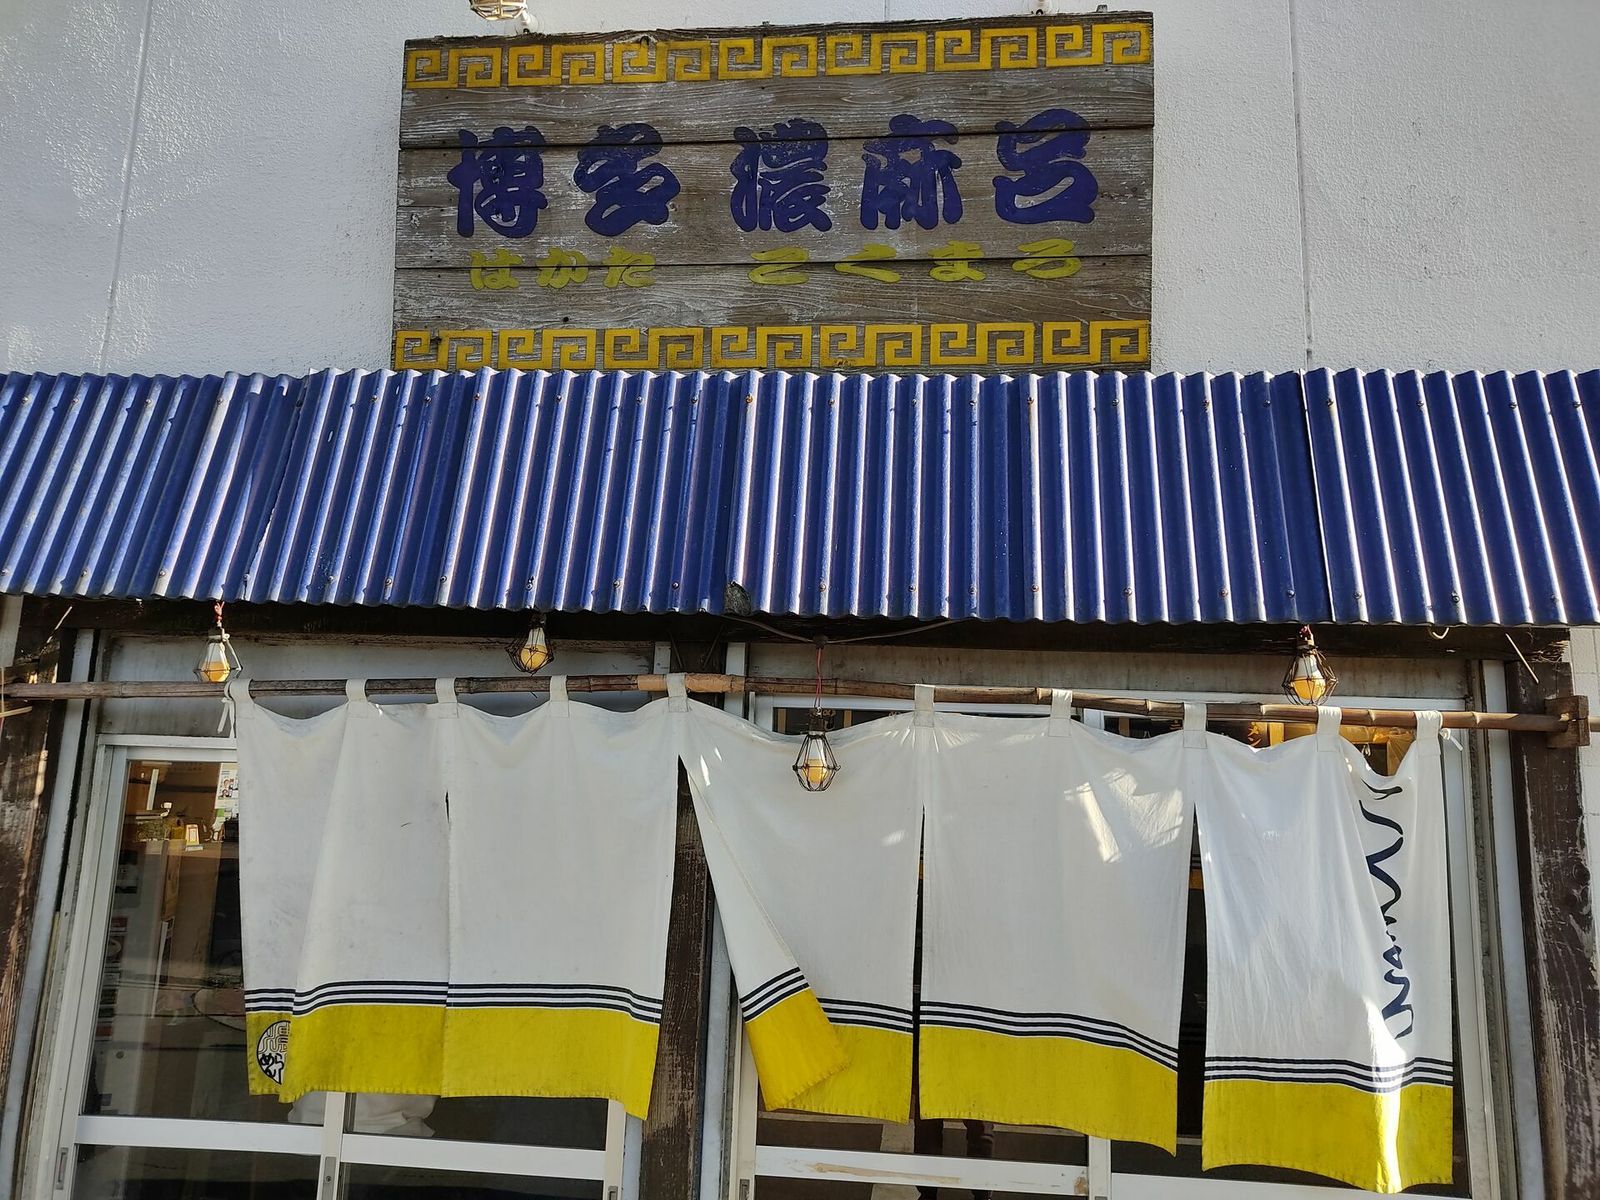 博多 濃麻呂
はかた こくまろ